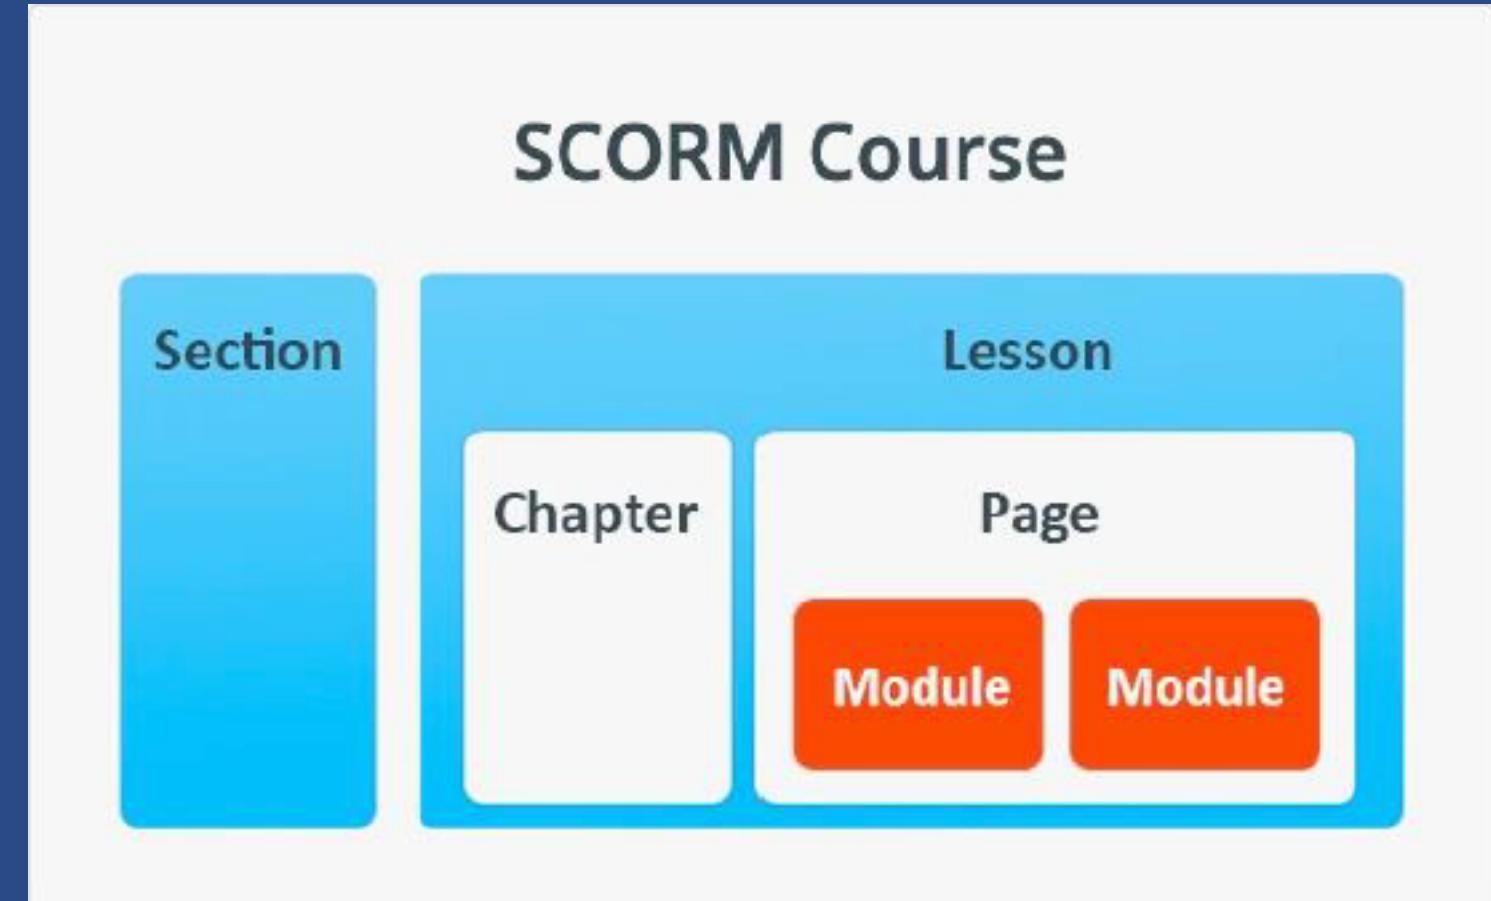 SCORM Course
Section
Lesson
Chapter
Page
Module
Module